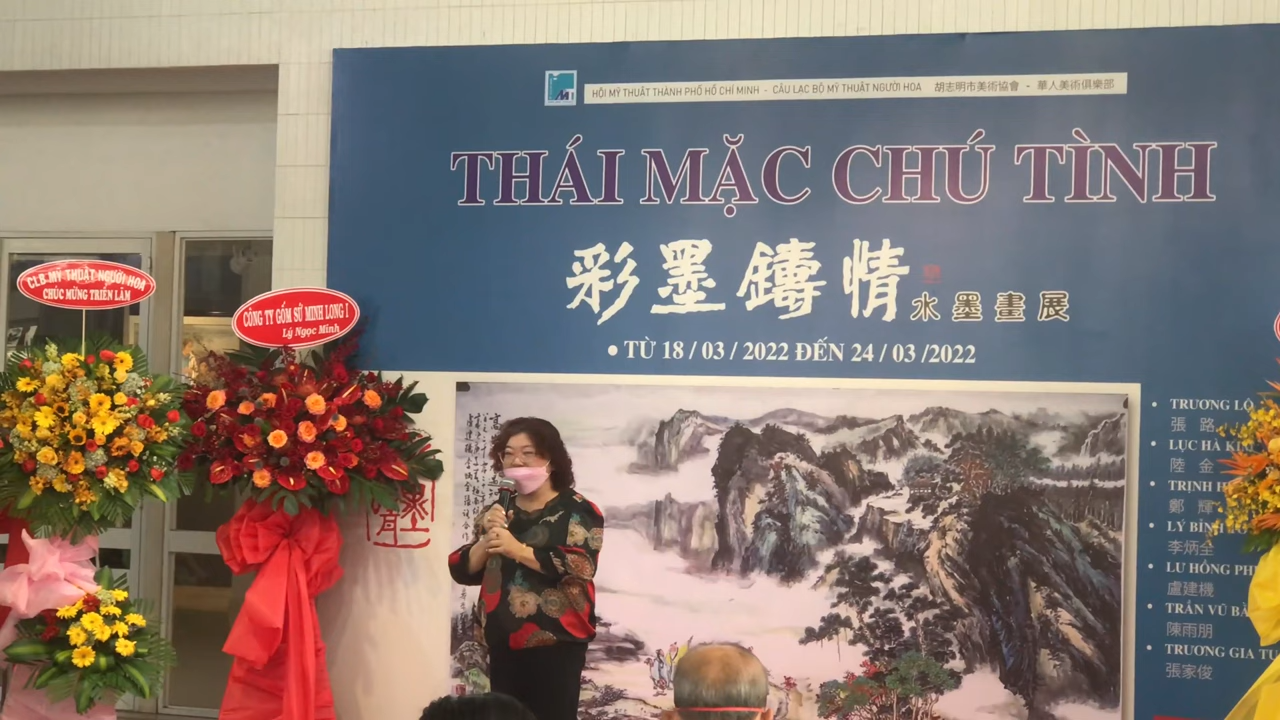 HỘI MỸ THUẬT THÀNH PHỐ HỒ CHÍ MINH - CÂU LẠC BỘ MỸ THUẬT NGƯỜI HOA 胡志明市美術協會 - 華人美術俱樂部
THÁI MẶC CHÚ TÌNH
彩墨鑄情
水墨畫展
• TỪ 18 / 03 / 2022 ĐẾN 24 / 03 /2022
CLB MỸ THUẬT NGƯỜI HOA
CHÚC MỪNG TRIỂN LÃM
CÔNG TY GỐM SỨ MINH LONG I
Lý Ngọc Minh
• TRƯƠNG LỘ
張 路
• LỤC HÀ
陸 金
• TRỊNH
鄭 輝
• LÝ BỈNH
李炳全
• LƯ HỒNG
盧建機
• TRẦN VŨ
陳雨朋
• TRƯƠNG GIA
張家俊